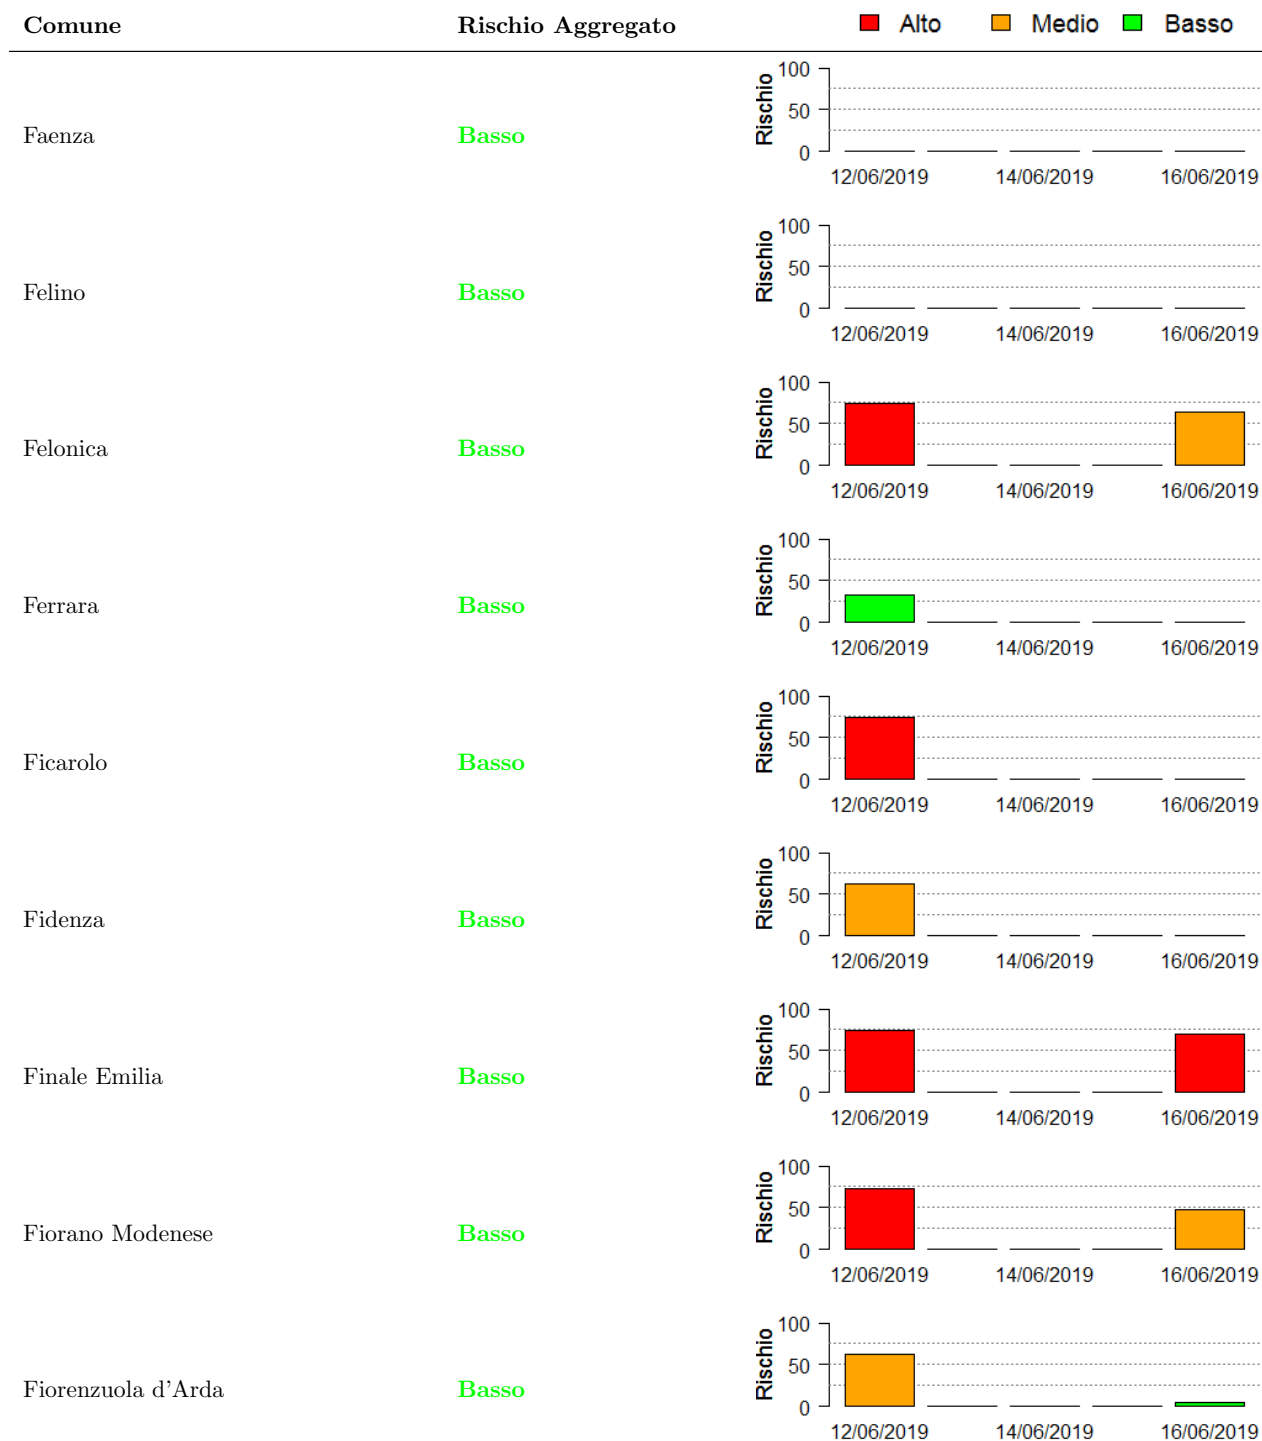 Comune Rischio Aggregato Alto Medio Basso
Faenza Basso
Rischio
100
50
0
12/06/2019 14/06/2019 16/06/2019
Felino Basso
Rischio
100
50
0
12/06/2019 14/06/2019 16/06/2019
Felonica Basso
Rischio
100
50
0
12/06/2019 14/06/2019 16/06/2019
Ferrara Basso
Rischio
100
50
0
12/06/2019 14/06/2019 16/06/2019
Ficarolo Basso
Rischio
100
50
0
12/06/2019 14/06/2019 16/06/2019
Fidenza Basso
Rischio
100
50
0
12/06/2019 14/06/2019 16/06/2019
Finale Emilia Basso
Rischio
100
50
0
12/06/2019 14/06/2019 16/06/2019
Fiorano Modenese Basso
Rischio
100
50
0
12/06/2019 14/06/2019 16/06/2019
Fiorenzuola d'Arda Basso
Rischio
100
50
0
12/06/2019 14/06/2019 16/06/2019